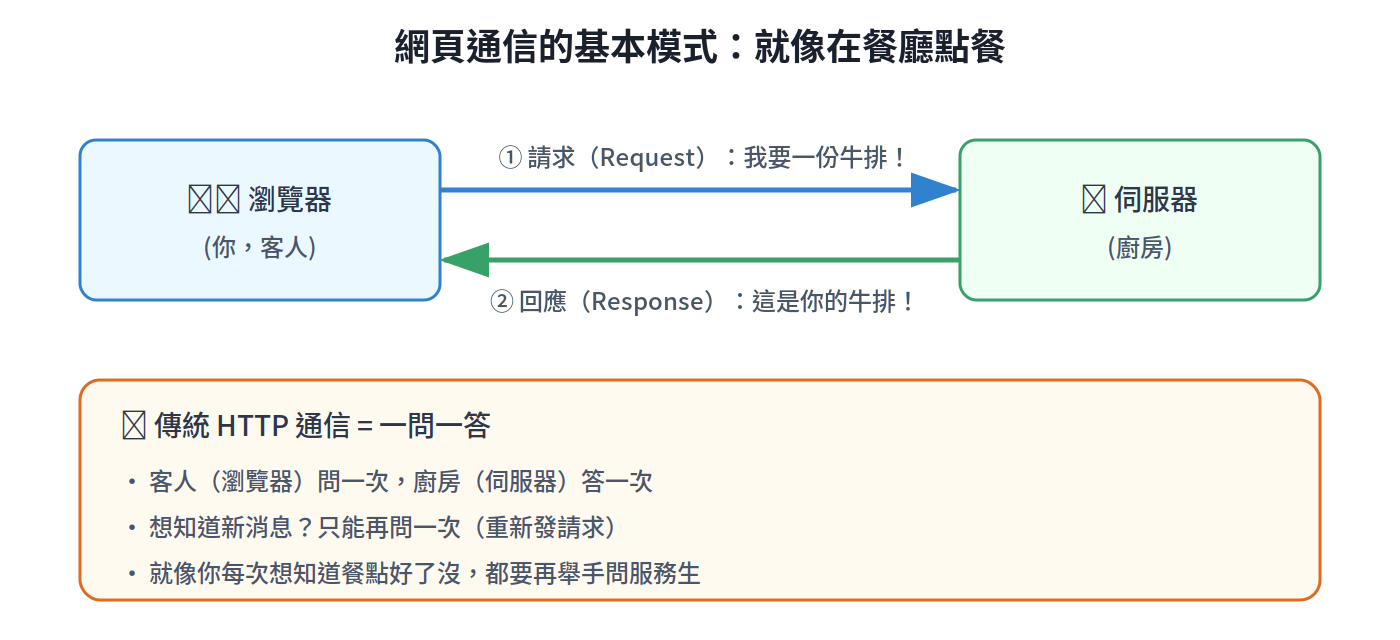 網頁通信的基本模式：就像在餐廳點餐
① 請求（Request）：我要一份牛排！
瀏覽器
(你，客人)
伺服器
(廚房)
② 回應（Response）：這是你的牛排！
傳統 HTTP 通信 = 一問一答
• 客人（瀏覽器）問一次，廚房（伺服器）答一次
• 想知道新消息？只能再問一次（重新發請求）
• 就像你每次想知道餐點好了沒，都要再舉手問服務生